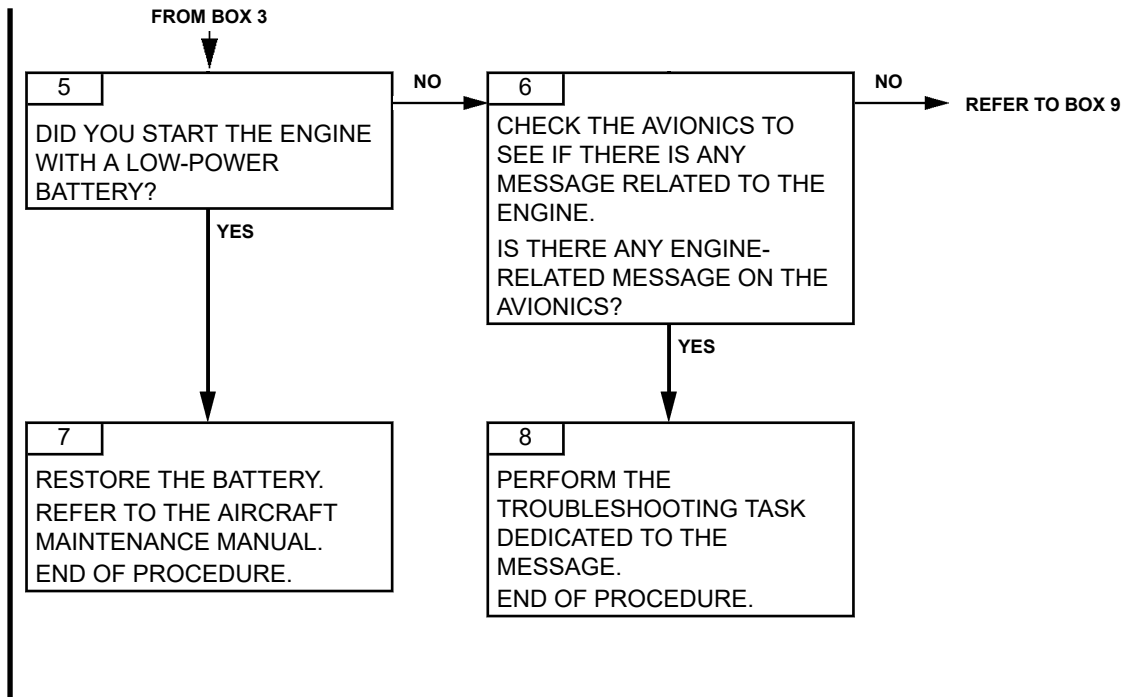 FROM BOX 3
5
DID YOU START THE ENGINE
WITH A LOW-POWER
BATTERY?
NO
6
CHECK THE AVIONICS TO
SEE IF THERE IS ANY
MESSAGE RELATED TO THE
ENGINE.
IS THERE ANY ENGINE-
RELATED MESSAGE ON THE
AVIONICS?
NO
REFER TO BOX 9
YES
YES
7
RESTORE THE BATTERY.
REFER TO THE AIRCRAFT
MAINTENANCE MANUAL.
END OF PROCEDURE.
8
PERFORM THE
TROUBLESHOOTING TASK
DEDICATED TO THE
MESSAGE.
END OF PROCEDURE.